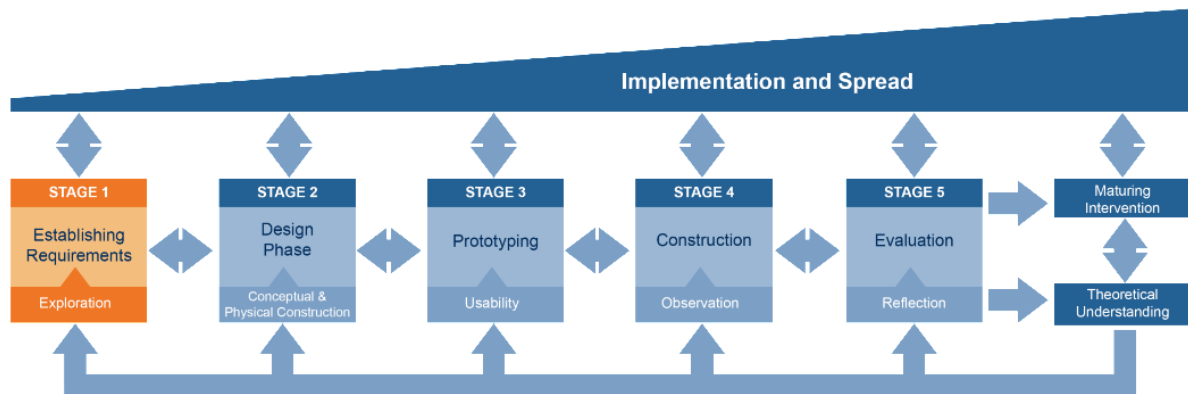 Implementation and Spread
STAGE 1
Establishing
Requirements
Exploration
STAGE 2
Design
Phase
Conceptual &
Physical Construction
STAGE 3
Prototyping
Usability
STAGE 4
Construction
Observation
STAGE 5
Evaluation
Reflection
Maturing
Intervention
Theoretical
Understanding